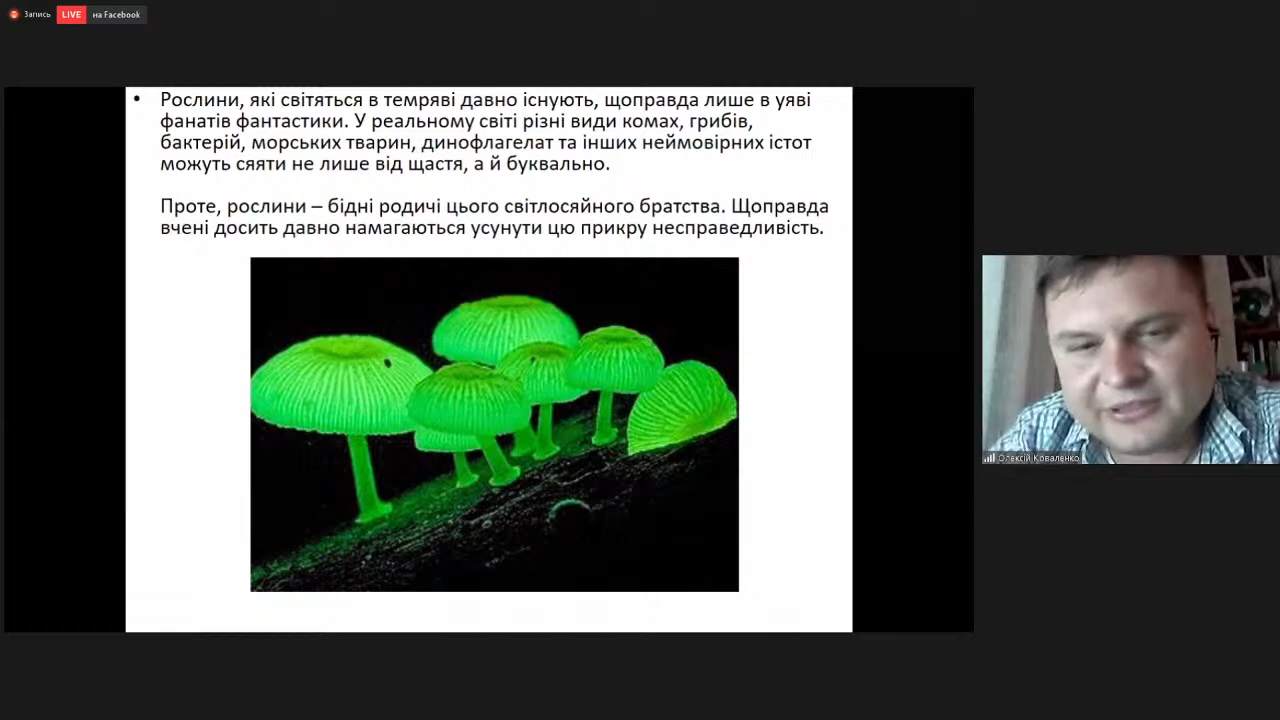 Запись
LIVE на Facebook
• Рослини, які світяться в темряві давно існують, щоправда лише в уяві
фанатів фантастики. У реальному світі різні види комах, грибів,
бактерій, морських тварин, динофлагелат та інших неймовірних істот
можуть сяяти не лише від щастя, а й буквально.
Проте, рослини – бідні родичі цього світлосяйного братства. Щоправда
вчені досить давно намагаються усунути цю прикру несправедливість.
Олексій Коваленко